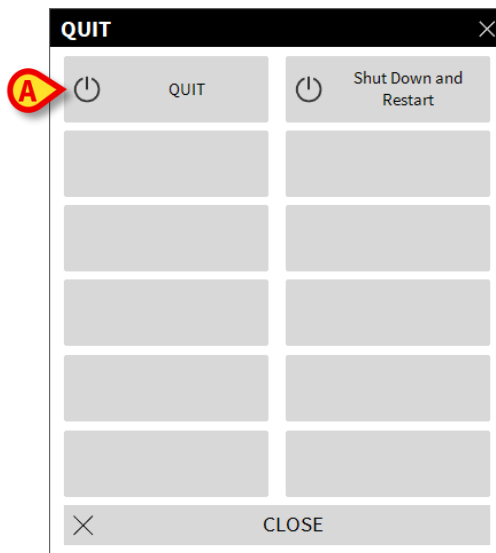 QUIT
A
QUIT
Shut Down and
Restart
CLOSE